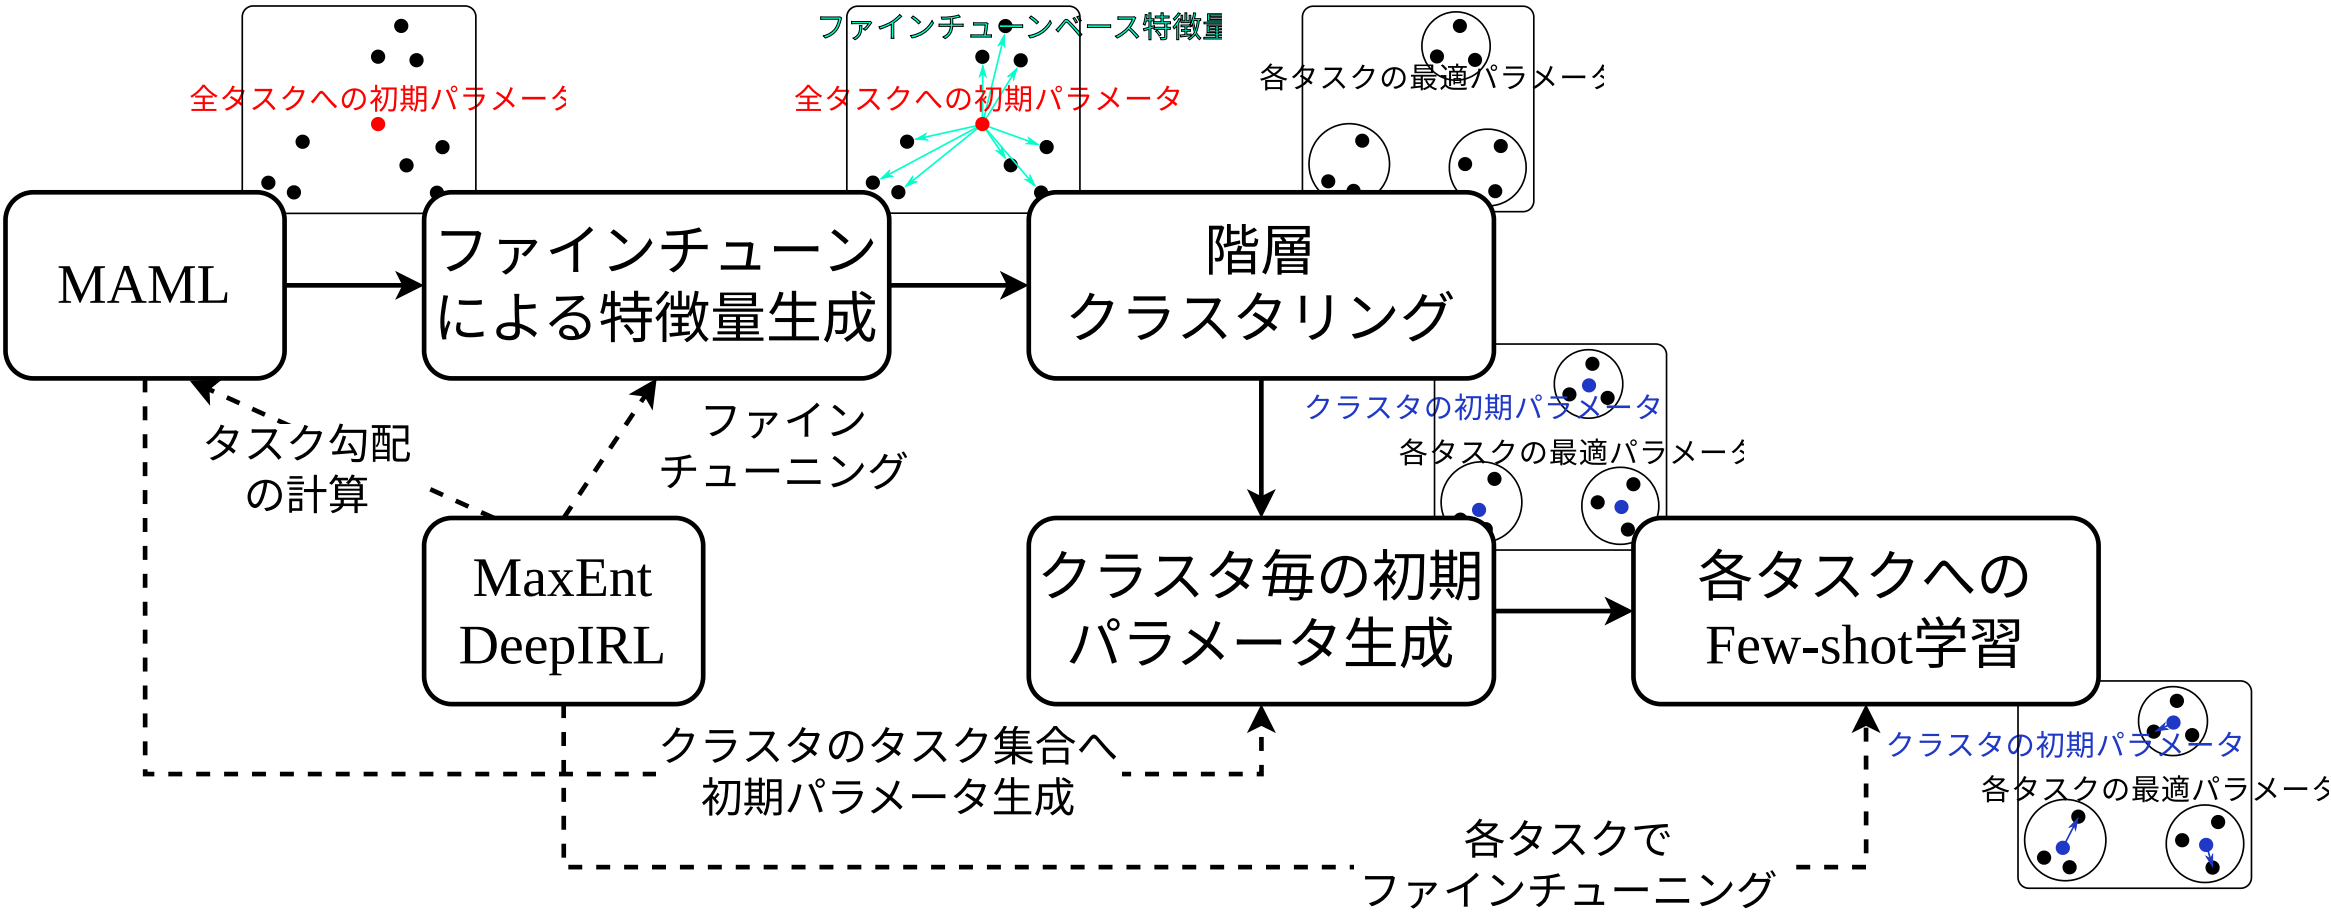 ファインチューンベース特徴量
各タスクの最適パラメータ
全タスクへの初期パラメータ
全タスクへの初期パラメータ
MAML
ファインチューン
による特徴量生成
階層
クラスタリング
クラスタの初期パラメータ
各タスクの最適パラメータ
タスク勾配
の計算
ファイン
チューニング
MaxEnt
DeepIRL
クラスタ毎の初期
パラメータ生成
各タスクへの
Few-shot学習
クラスタの初期パラメータ
各タスクの最適パラメータ
クラスタのタスク集合へ
初期パラメータ生成
各タスクで
ファインチューニング